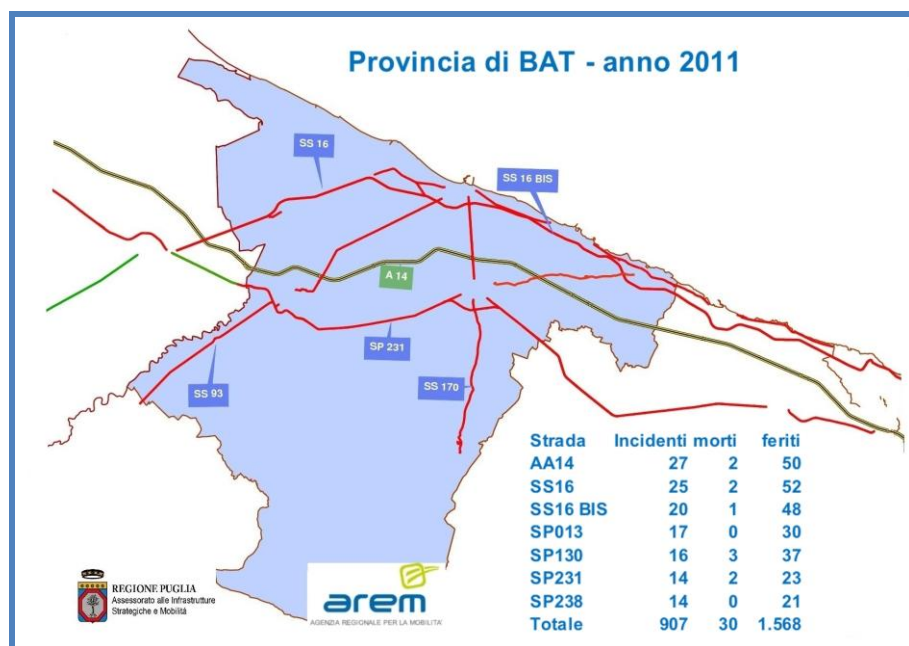 Provincia di BAT - anno 2011
SS 16
SS 16 BIS
A 14
SP 231
SS 93
SS 170
Strada Incidenti morti feriti
AA14 27 2 50
SS16 25 2 52
SS16 BIS 20 1 48
SP013 17 0 30
SP130 16 3 37
SP231 14 2 23
SP238 14 0 21
Totale 907 30 1.568
REGIONE PUGLIA
Assessorato alle Infrastrutture
Strategiche e Mobilità
arem
AGENZIA REGIONALE PER LA MOBILITA'